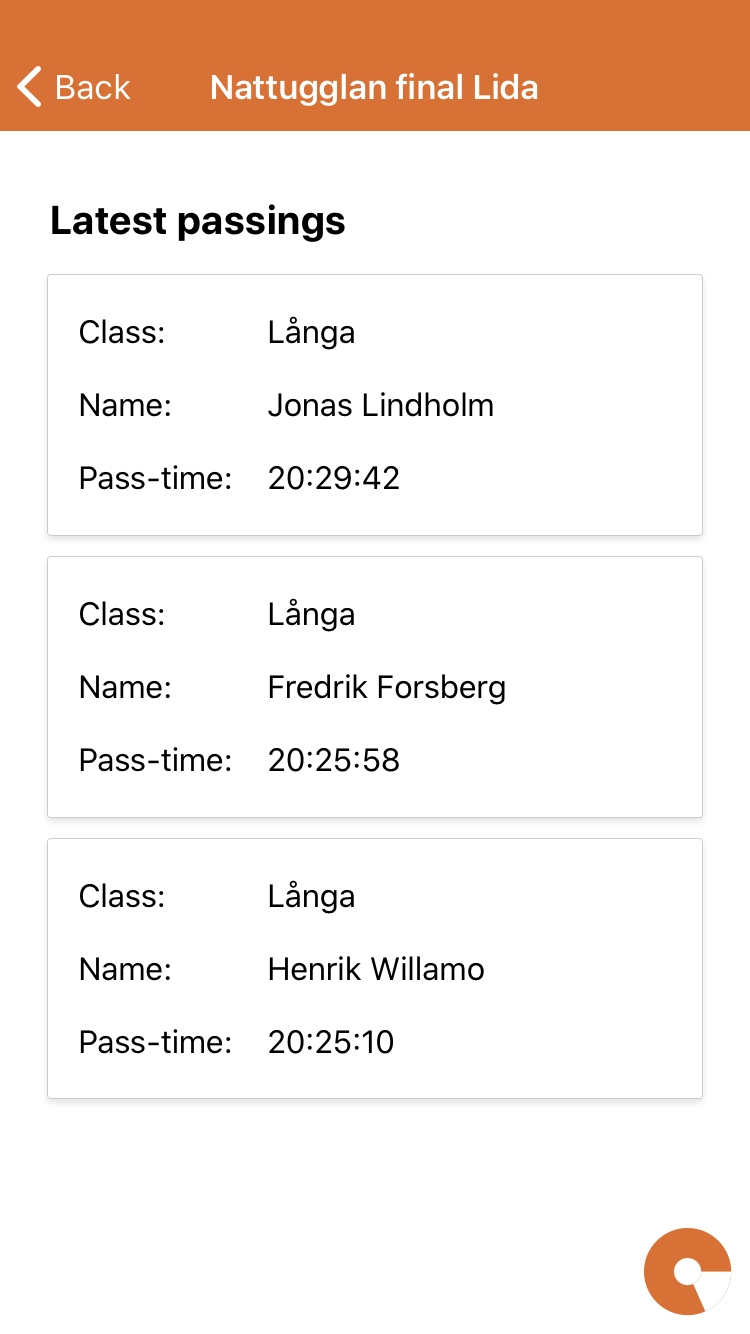 Back Nattugglan final Lida
Latest passings
Class: Långa
Name: Jonas Lindholm
Pass-time: 20:29:42
Class: Långa
Name: Fredrik Forsberg
Pass-time: 20:25:58
Class: Långa
Name: Henrik Willamo
Pass-time: 20:25:10